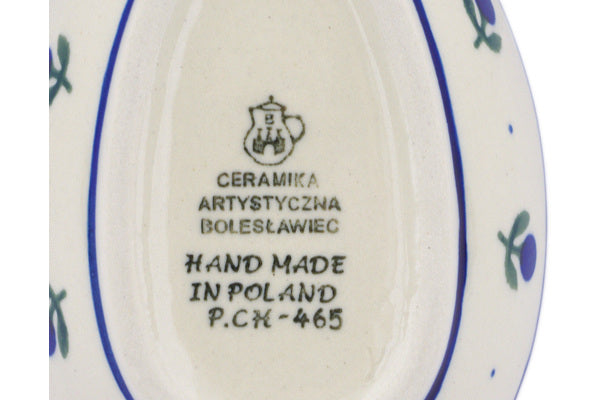 B
CERAMIKA
ARTYSTYCZNA
BOLESŁAWIEC
HAND MADE
IN POLAND
P.CH-465